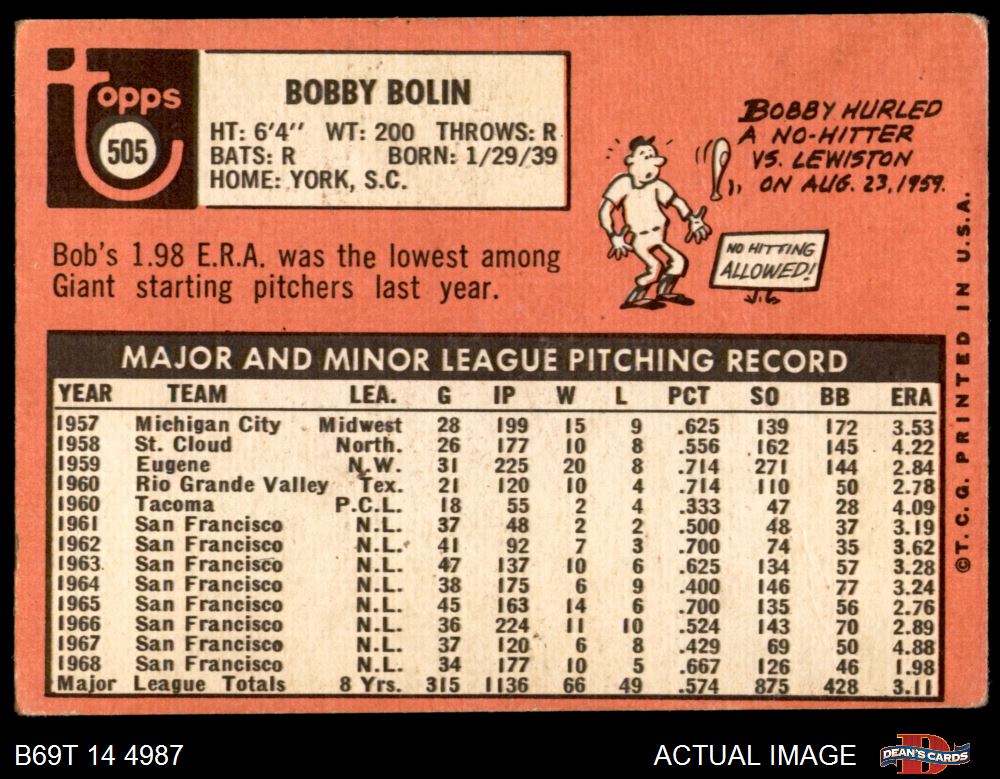 topps
505
BOBBY BOLIN
HT: 6'4" WT: 200 THROWS: R
BATS: R BORN: 1/29/39
HOME: YORK, S.C.
BOBBY HURLED
A NO-HITTER
VS. LEWISTON
ON AUG. 23, 1959.
NO HITTING
ALLOWED!
Bob's 1.98 E.R.A. was the lowest among
Giant starting pitchers last year.
MAJOR AND MINOR LEAGUE PITCHING RECORD
YEAR TEAM LEA. G IP W L PCT SO BB ERA
1957 Michigan City Midwest 28 199 15 9 .625 139 172 3.53
1958 St. Cloud North. 26 177 10 8 .556 162 145 4.22
1959 Eugene N.W. 31 225 20 8 .714 271 144 2.84
1960 Rio Grande Valley Tex. 21 120 10 4 .714 110 50 2.78
1960 Tacoma P.C.L. 18 55 2 4 .333 47 28 4.09
1961 San Francisco N.L. 37 48 2 2 .500 48 37 3.19
1962 San Francisco N.L. 41 92 7 3 .700 74 35 3.62
1963 San Francisco N.L. 47 137 10 6 .625 134 57 3.28
1964 San Francisco N.L. 38 175 6 9 .400 146 77 3.24
1965 San Francisco N.L. 45 163 14 6 .700 135 56 2.76
1966 San Francisco N.L. 36 224 11 10 .524 143 70 2.89
1967 San Francisco N.L. 37 120 6 8 .429 69 50 4.88
1968 San Francisco N.L. 34 177 10 5 .667 126 46 1.98
Major League Totals 8 Yrs. 315 1136 66 49 .574 875 428 3.11
©T.C.G. PRINTED IN U.S.A.
B69T 14 4987
ACTUAL IMAGE
DEAN'S CARDS